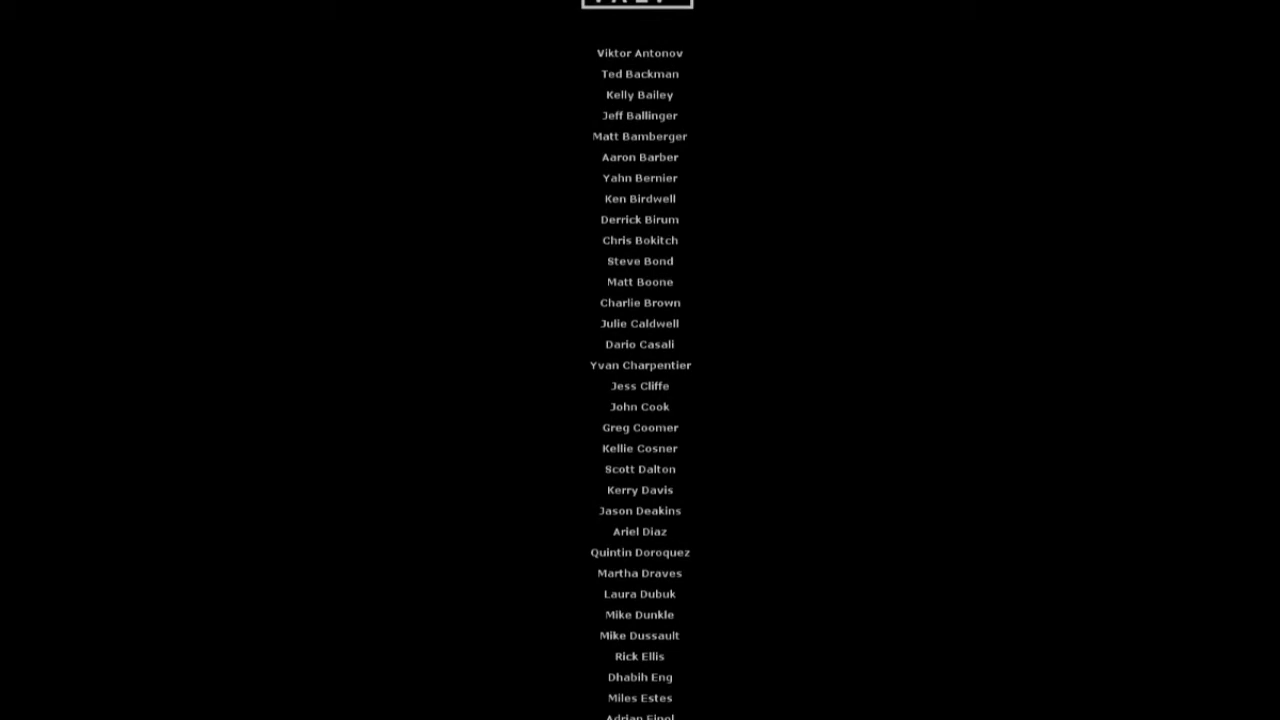 Viktor Antonov
Ted Backman
Kelly Bailey
Jeff Ballinger
Matt Bamberger
Aaron Barber
Yahn Bernier
Ken Birdwell
Derrick Birum
Chris Bokitch
Steve Bond
Matt Boone
Charlie Brown
Julie Caldwell
Dario Casali
Yvan Charpentier
Jess Cliffe
John Cook
Greg Coomer
Kellie Cosner
Scott Dalton
Kerry Davis
Jason Deakins
Ariel Diaz
Quintin Doroquez
Martha Draves
Laura Dubuk
Mike Dunkle
Mike Dussault
Rick Ellis
Dhabih Eng
Miles Estes
Adrian